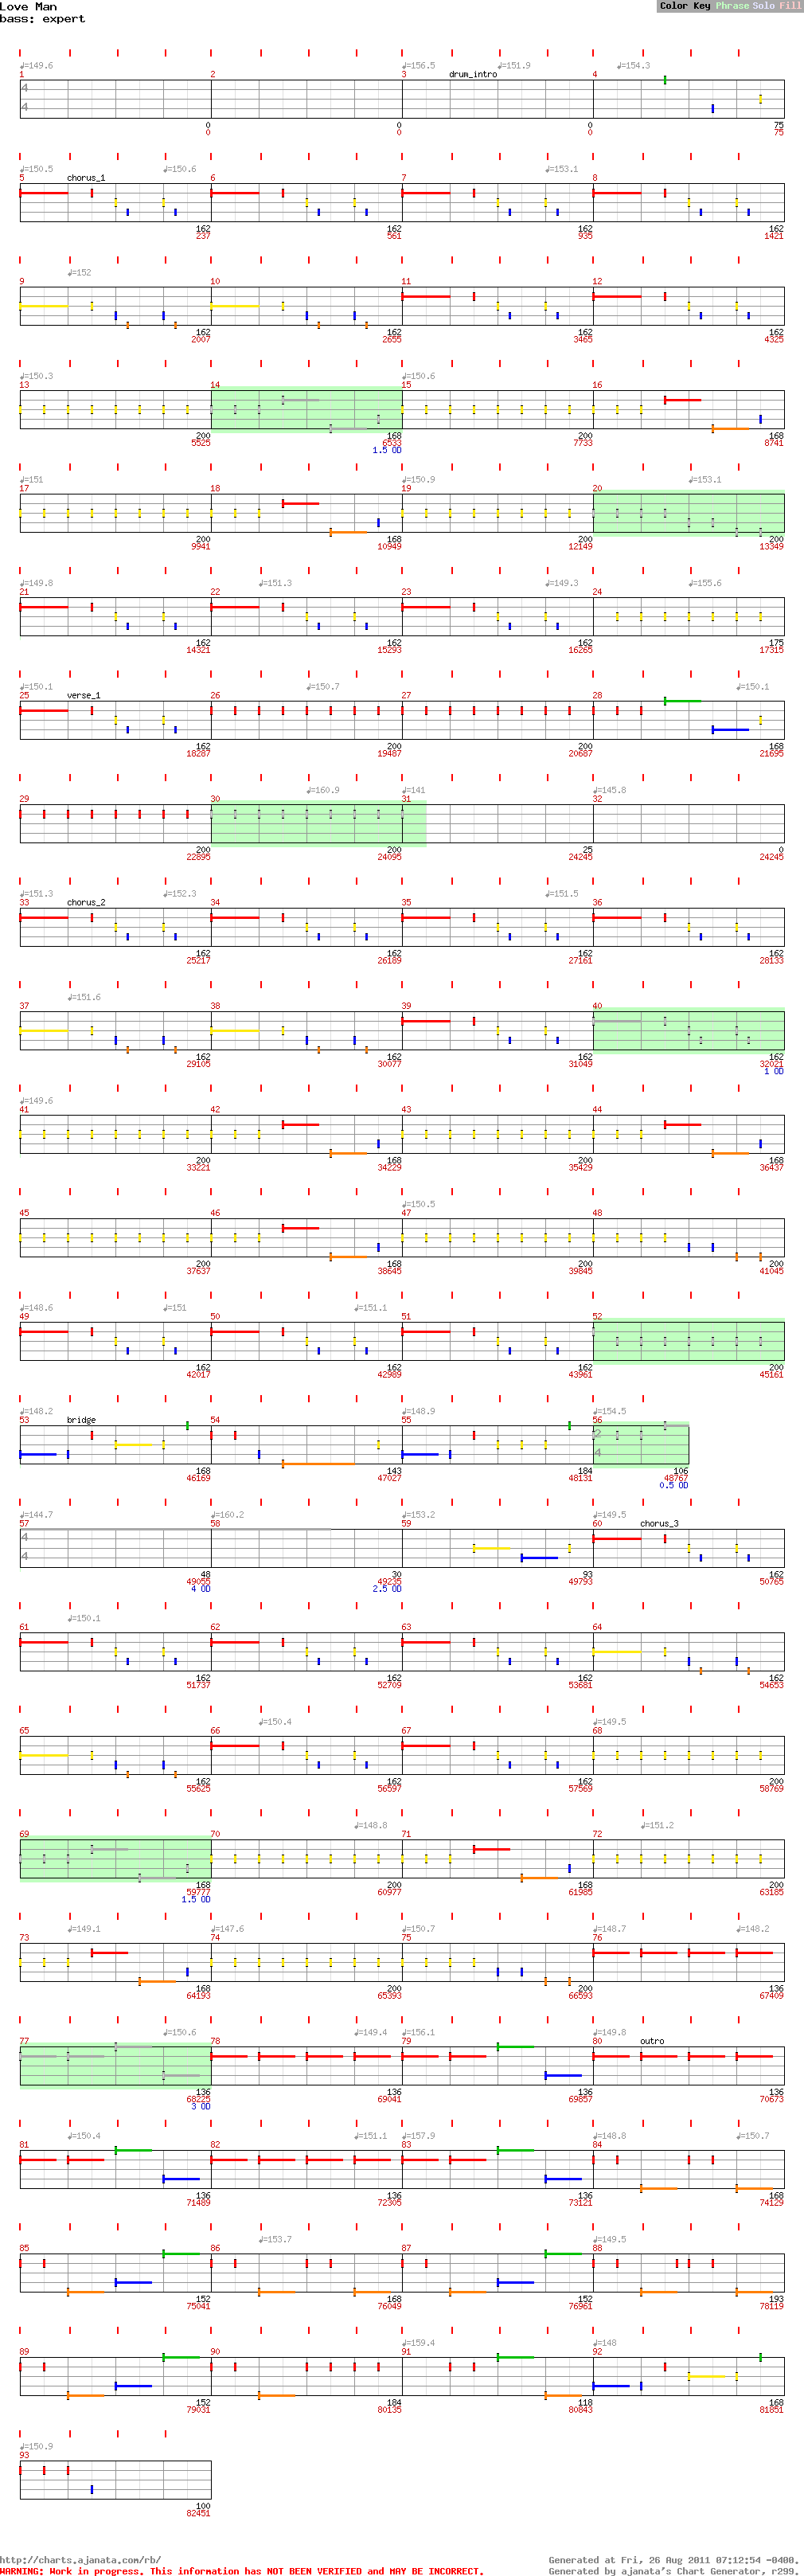 Love Man
Color Key Phrase Solo Fill
bass: expert
♩=149.6 ♩=156.5 ♩=151.9 ♩=154.3
1 2 3 drum_intro 4
4
4
0 0 0 75
0 0 0 75
♩=150.5 ♩=150.6 ♩=153.1
5 chorus_1 6 7 8
162 162 162 162
237 561 935 1421
♩=152
9 10 11 12
162 162 162 162
2007 2655 3465 4325
♩=150.3 ♩=150.6
13 14 15 16
200 168 200 168
5525 6533 7733 8741
1.5 OD
♩=151 ♩=150.9 ♩=153.1
17 18 19 20
200 168 200 200
9941 10949 12149 13349
♩=149.8 ♩=151.3 ♩=149.3 ♩=155.6
21 22 23 24
162 162 162 175
14321 15293 16265 17315
♩=150.1 ♩=150.7 ♩=150.1
25 verse_1 26 27 28
162 200 200 168
18287 19487 20687 21695
♩=160.9 ♩=141 ♩=145.8
29 30 31 32
200 200 25 0
22895 24095 24245 24245
♩=151.3 ♩=152.3 ♩=151.5
33 chorus_2 34 35 36
162 162 162 162
25217 26189 27161 28133
♩=151.6
37 38 39 40
162 162 162 162
29105 30077 31049 32021
1 OD
♩=149.6
41 42 43 44
200 168 200 168
33221 34229 35429 36437
♩=150.5
45 46 47 48
200 168 200 200
37637 38645 39845 41045
♩=148.6 ♩=151 ♩=151.1
49 50 51 52
162 162 162 200
42017 42989 43961 45161
♩=148.2 ♩=148.9 ♩=154.5
53 bridge 54 55 56
2
4
168 143 184 106
46169 47027 48131 48767
0.5 OD
♩=144.7 ♩=160.2 ♩=153.2 ♩=149.5
57 58 59 60 chorus_3
4
4
48 30 93 162
49055 49235 49793 50765
4 OD 2.5 OD
♩=150.1
61 62 63 64
162 162 162 162
51737 52709 53681 54653
♩=150.4 ♩=149.5
65 66 67 68
162 162 162 200
55625 56597 57569 58769
♩=148.8 ♩=151.2
69 70 71 72
168 200 168 200
59777 60977 61985 63185
1.5 OD
♩=149.1 ♩=147.6 ♩=150.7 ♩=148.7 ♩=148.2
73 74 75 76
168 200 200 136
64193 65393 66593 67409
♩=150.6 ♩=149.4 ♩=156.1 ♩=149.8
77 78 79 80 outro
136 136 136 136
68225 69041 69857 70673
3 OD
♩=150.4 ♩=151.1 ♩=157.9 ♩=148.8 ♩=150.7
81 82 83 84
136 136 136 168
71489 72305 73121 74129
♩=153.7 ♩=149.5
85 86 87 88
152 168 152 193
75041 76049 76961 78119
♩=159.4 ♩=148
89 90 91 92
152 184 118 168
79031 80135 80843 81851
♩=150.9
93
100
82451
http://charts.ajanata.com/rb/ Generated at Fri, 26 Aug 2011 07:12:54 -0400.
WARNING: Work in progress. This information has NOT BEEN VERIFIED and MAY BE INCORRECT. Generated by ajanata's Chart Generator, r299.